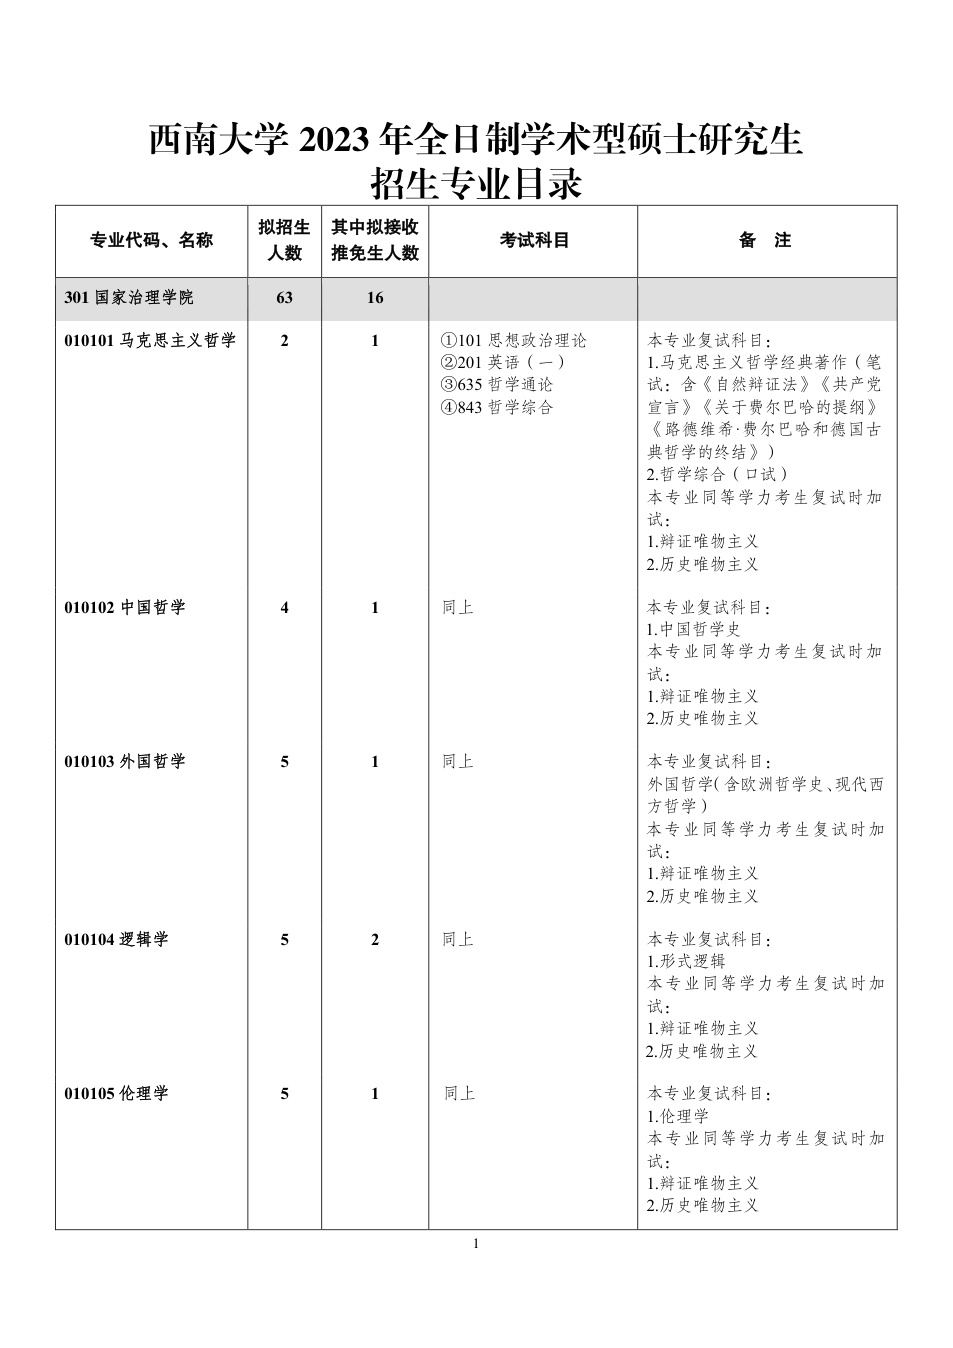 西南大学 2023 年全日制学术型硕士研究生
招生专业目录
专业代码、名称
拟招生
人数
其中拟接收
推免生人数
考试科目
备 注
301 国家治理学院 63 16
010101 马克思主义哲学 2 1
①101 思想政治理论
②201 英语（一）
③635 哲学通论
④843 哲学综合
本专业复试科目：
1.马克思主义哲学经典著作（笔
试：含《自然辩证法》《共产党
宣言》《关于费尔巴哈的提纲》
《路德维希·费尔巴哈和德国古
典哲学的终结》）
2.哲学综合（口试）
本专业同等学力考生复试时加
试：
1.辩证唯物主义
2.历史唯物主义
010102 中国哲学 4 1 同上
本专业复试科目：
1.中国哲学史
本专业同等学力考生复试时加
试：
1.辩证唯物主义
2.历史唯物主义
010103 外国哲学 5 1 同上
本专业复试科目：
外国哲学（含欧洲哲学史、现代西
方哲学）
本专业同等学力考生复试时加
试：
1.辩证唯物主义
2.历史唯物主义
010104 逻辑学 5 2 同上
本专业复试科目：
1.形式逻辑
本专业同等学力考生复试时加
试：
1.辩证唯物主义
2.历史唯物主义
010105 伦理学 5 1 同上
本专业复试科目：
1.伦理学
本专业同等学力考生复试时加
试：
1.辩证唯物主义
2.历史唯物主义
1